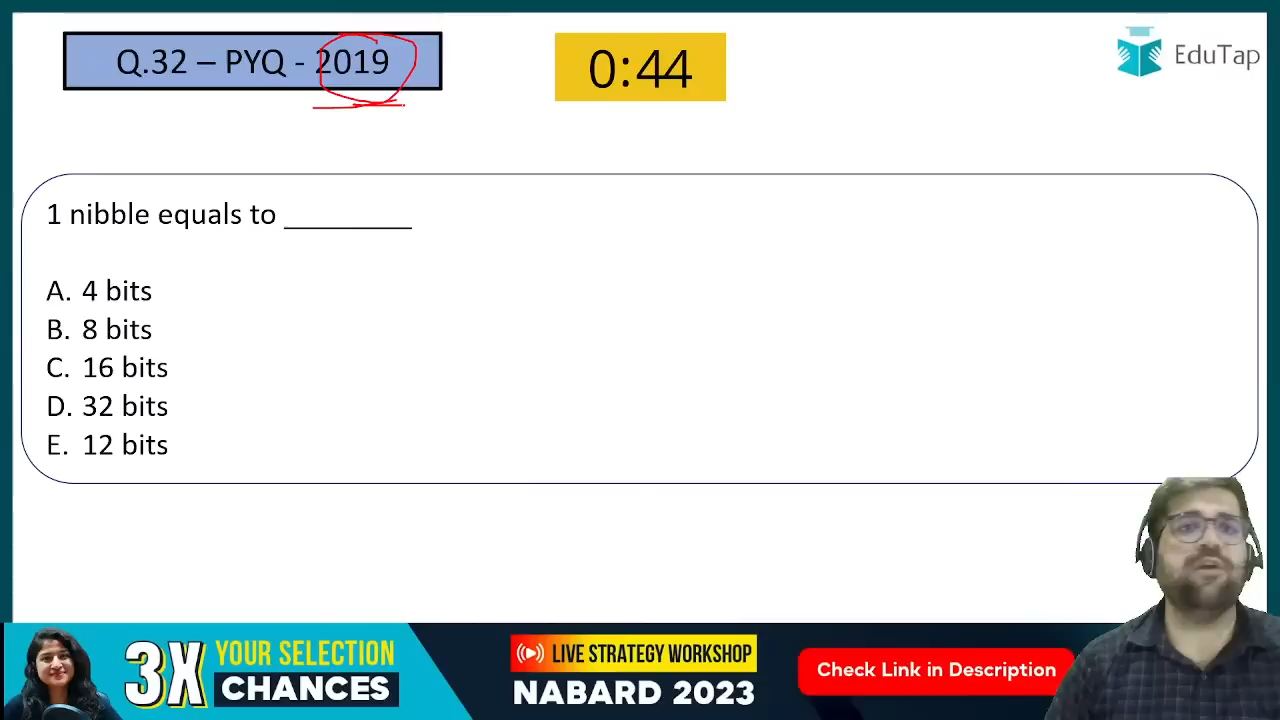 Q.32 – PYQ - 2019
0:44
EduTap
1 nibble equals to _________
A. 4 bits
B. 8 bits
C. 16 bits
D. 32 bits
E. 12 bits
3X
YOUR SELECTION
CHANCES
LIVE STRATEGY WORKSHOP
NABARD 2023
Check Link in Description